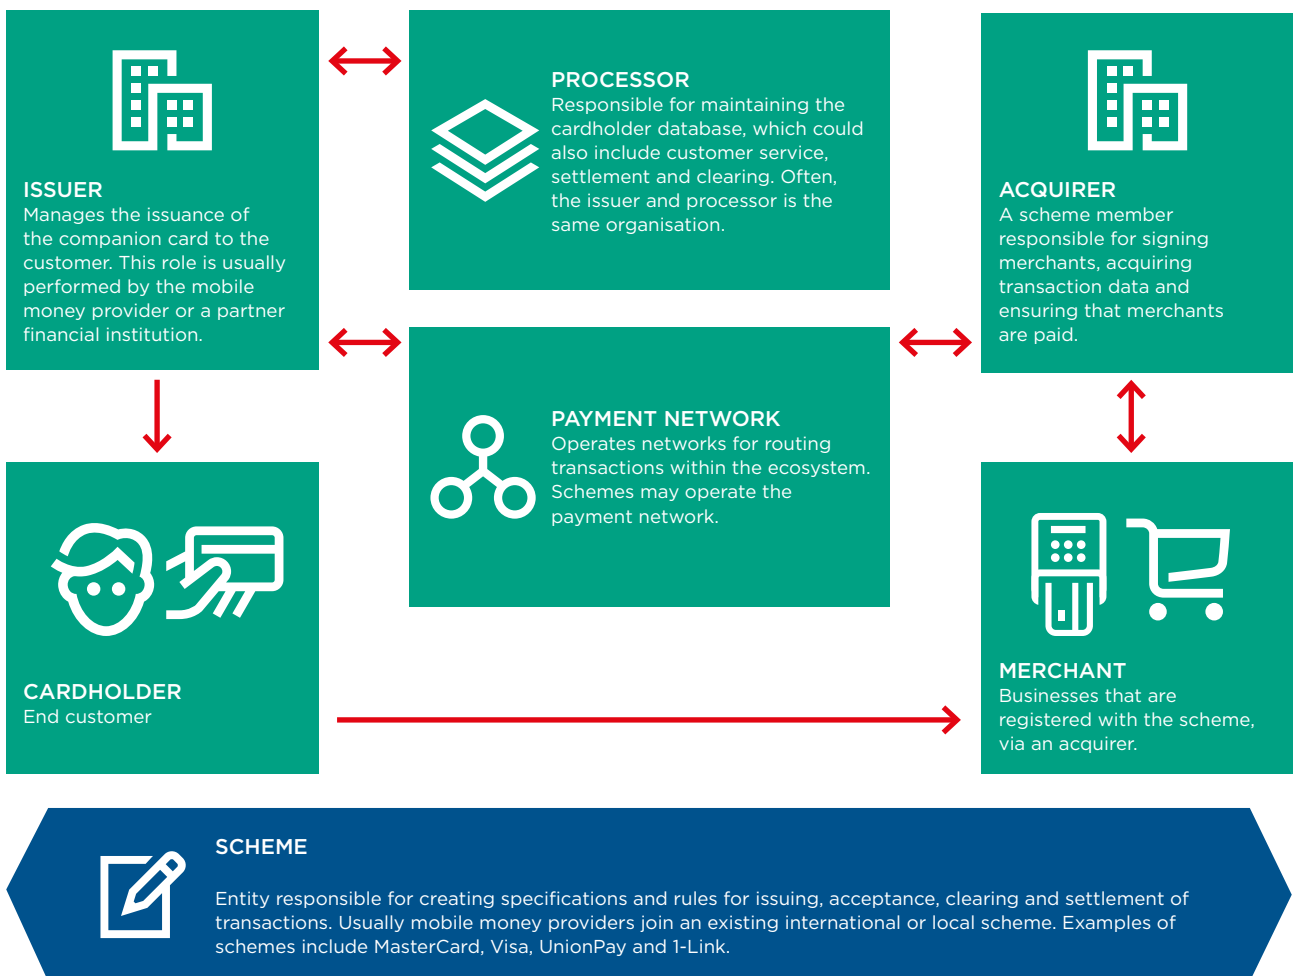 ISSUER
Manages the issuance of
the companion card to the
customer. This role is usually
performed by the mobile
money provider or a partner
financial institution.
PROCESSOR
Responsible for maintaining the
cardholder database, which could
also include customer service,
settlement and clearing. Often,
the issuer and processor is the
same organisation.
ACQUIRER
A scheme member
responsible for signing
merchants, acquiring
transaction data and
ensuring that merchants
are paid.
PAYMENT NETWORK
Operates networks for routing
transactions within the ecosystem.
Schemes may operate the
payment network.
CARDHOLDER
End customer
MERCHANT
Businesses that are
registered with the scheme,
via an acquirer.
SCHEME
Entity responsible for creating specifications and rules for issuing, acceptance, clearing and settlement of
transactions. Usually mobile money providers join an existing international or local scheme. Examples of
schemes include MasterCard, Visa, UnionPay and 1-Link.